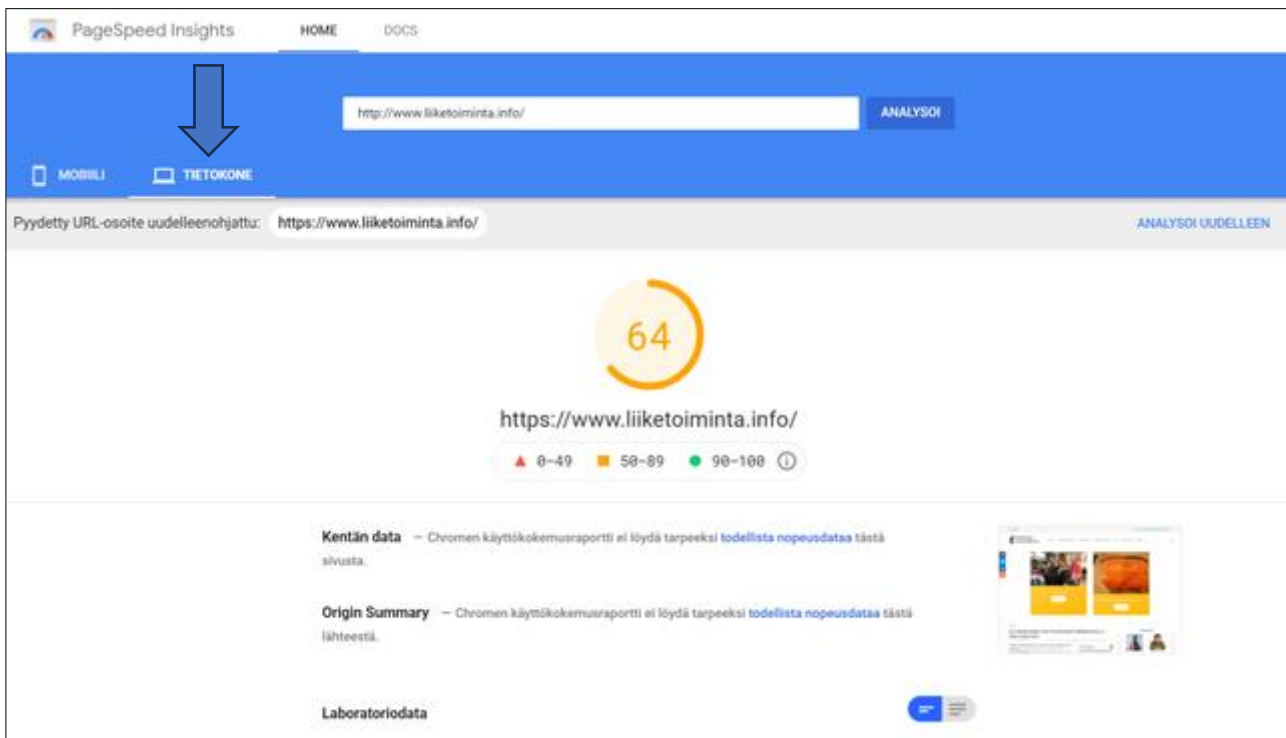 PageSpeed Insights HOME DOCS
http://www.liiketoiminta.info/ ANALYSOI
MOBIILI TIETOKONE
Pyydetty URL-osoite uudelleenohjattu: https://www.liiketoiminta.info/ ANALYSOI UUDELLEEN
64
https://www.liiketoiminta.info/
0–49 50–89 90–100
Kentän data — Chromen käyttökokemusraportti ei löydä tarpeeksi todellista nopeusdataa tästä
sivusta.
Origin Summary — Chromen käyttökokemusraportti ei löydä tarpeeksi todellista nopeusdataa tästä
lähteestä.
Laboratoriodata